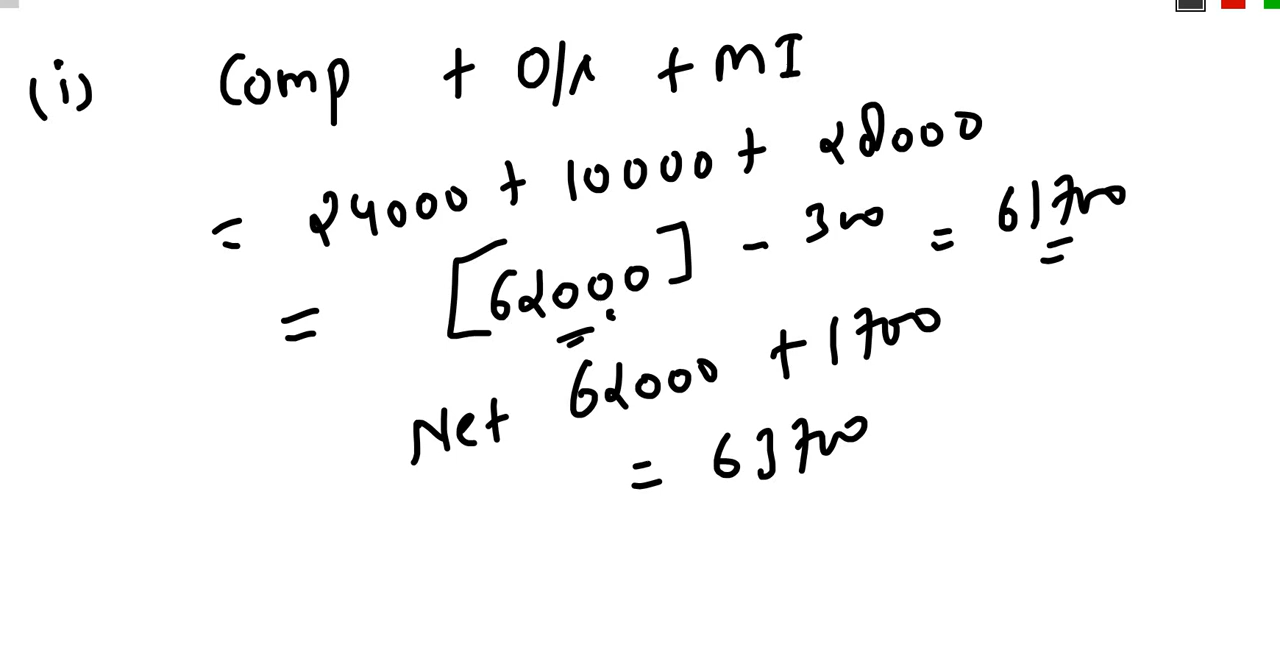 (i) Comp + O/s + MI
= 24000 + 10000 + 28000
= [62000] - 300 = 61700
Net 62000 + 1700
= 63700